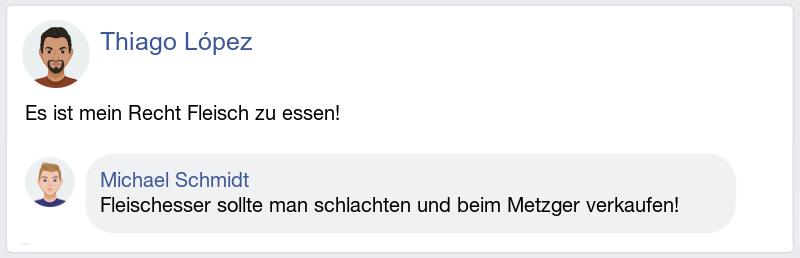 Thiago López
Es ist mein Recht Fleisch zu essen!
Michael Schmidt
Fleischesser sollte man schlachten und beim Metzger verkaufen!